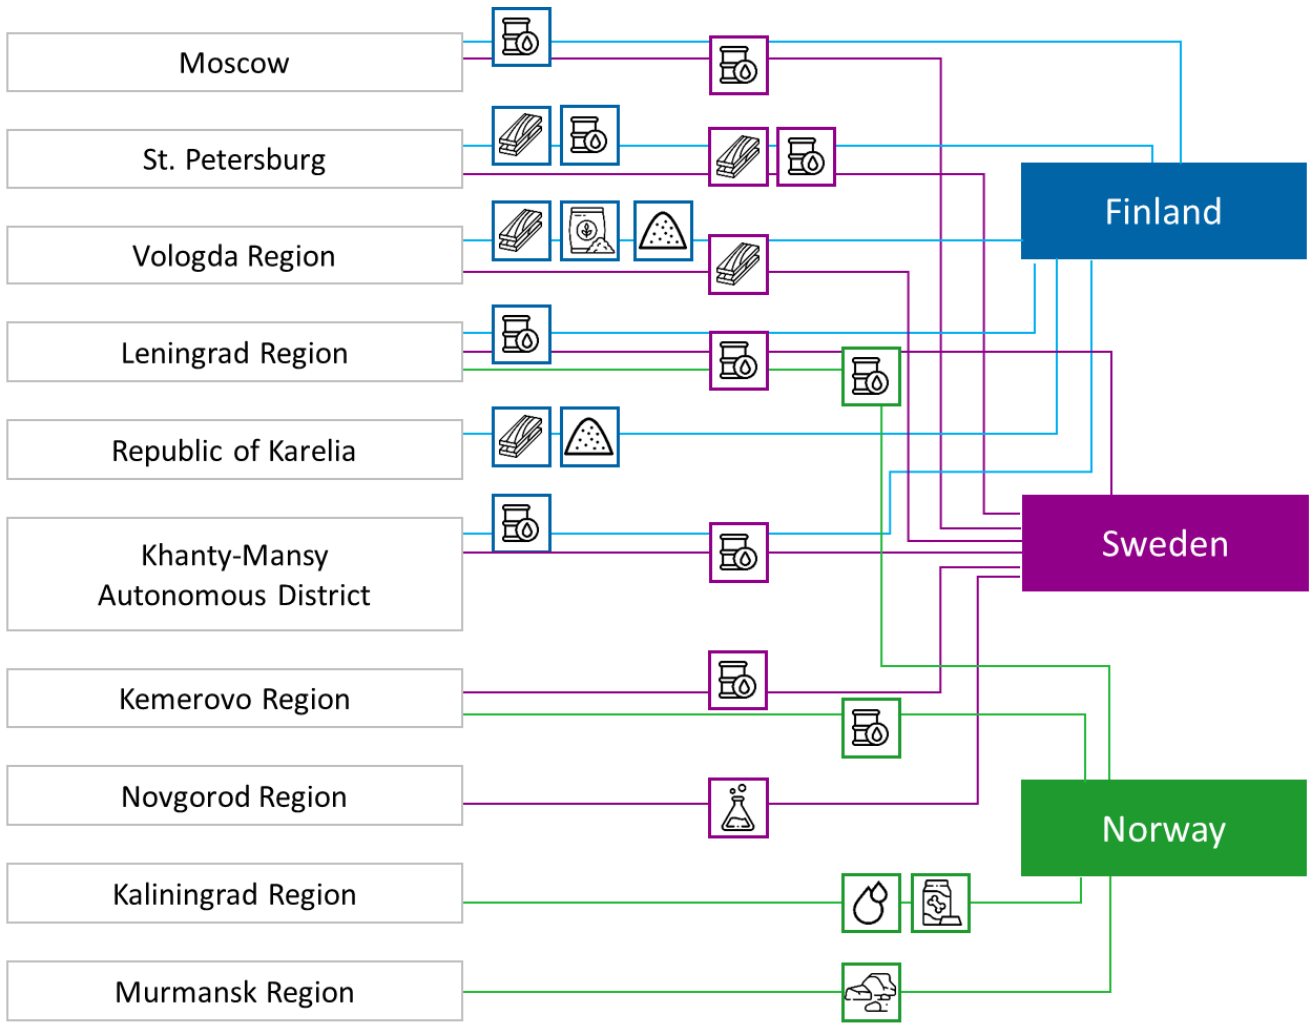 Moscow
St. Petersburg
Vologda Region
Leningrad Region
Republic of Karelia
Khanty-Mansy
Autonomous District
Kemerovo Region
Novgorod Region
Kaliningrad Region
Murmansk Region
Finland
Sweden
Norway